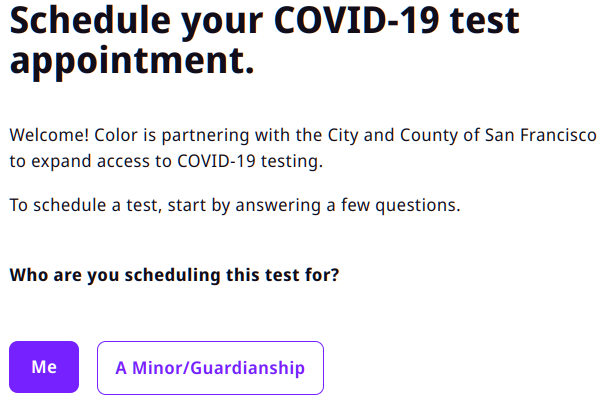 Schedule your COVID-19 test
appointment.
Welcome! Color is partnering with the City and County of San Francisco
to expand access to COVID-19 testing.
To schedule a test, start by answering a few questions.
Who are you scheduling this test for?
Me
A Minor/Guardianship